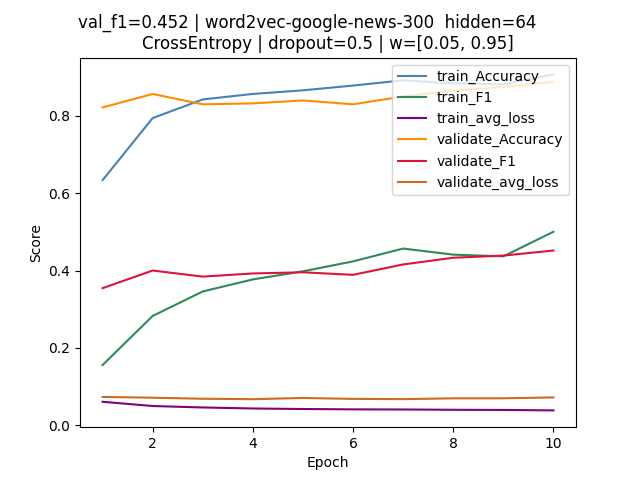 val_f1=0.452 | word2vec-google-news-300  hidden=64
CrossEntropy | dropout=0.5 | w=[0.05, 0.95]
train_Accuracy
train_F1
train_avg_loss
validate_Accuracy
validate_F1
validate_avg_loss
Score
0.8
0.6
0.4
0.2
0.0
2
4
6
8
10
Epoch